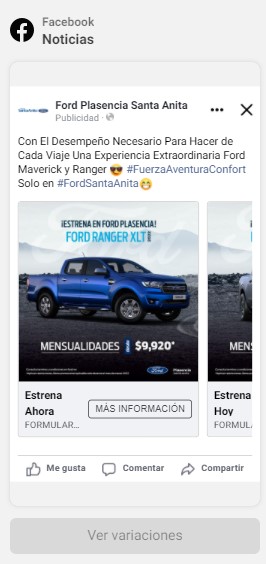 Facebook
Noticias
Ford Plasencia Santa Anita
Publicidad ·
Con El Desempeño Necesario Para Hacer de
Cada Viaje Una Experiencia Extraordinaria Ford
Maverick y Ranger 😎 #FuerzaAventuraConfort
Solo en #FordSantaAnita😁
¡ESTRENA EN FORD PLASENCIA!
FORD RANGER XLT
MENSUALIDADES $9,920*
Ford Plasencia
Estrena
Ahora
MÁS INFORMACIÓN
FORMULAR...
MENSU
Estrena
Hoy
FORMUL
Me gusta
Comentar
Compartir
Ver variaciones